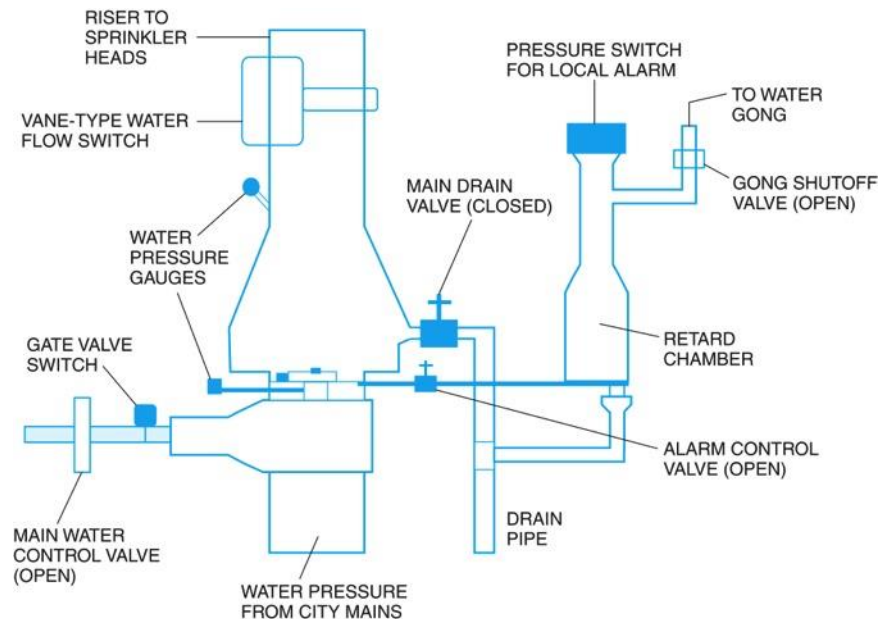 RISER TO
SPRINKLER
HEADS
PRESSURE SWITCH
FOR LOCAL ALARM
TO WATER
GONG
VANE-TYPE WATER
FLOW SWITCH
GONG SHUTOFF
VALVE (OPEN)
MAIN DRAIN
VALVE (CLOSED)
WATER
PRESSURE
GAUGES
GATE VALVE
SWITCH
RETARD
CHAMBER
ALARM CONTROL
VALVE (OPEN)
MAIN WATER
CONTROL VALVE
(OPEN)
DRAIN
PIPE
WATER PRESSURE
FROM CITY MAINS